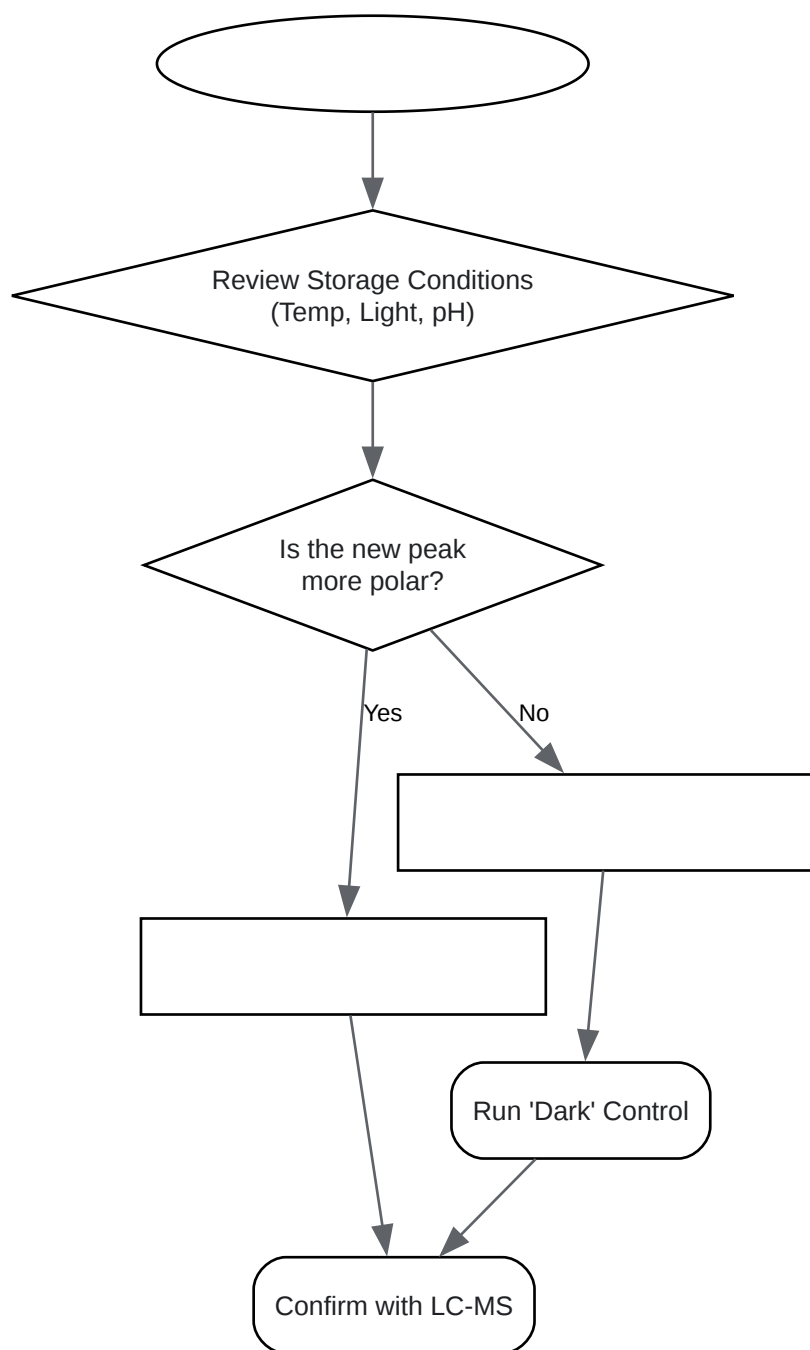 Review Storage Conditions
(Temp, Light, pH)
Is the new peak
more polar?
Yes
No
Run 'Dark' Control
Confirm with LC-MS